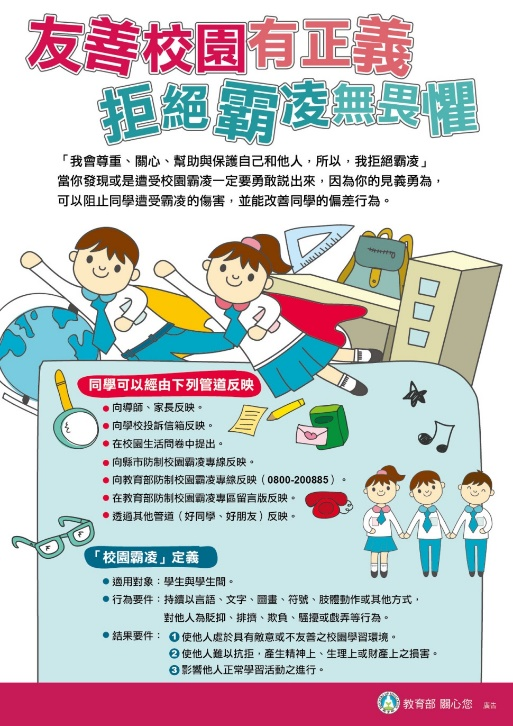 友善校園有正義
拒絕霸凌無畏懼
「我會尊重、關心、幫助與保護自己和他人,所以,我拒絕霸凌」
當你發現或是遭受校園霸凌一定要勇敢說出來,因為你的見義勇為,
可以阻止同學遭受霸凌的傷害,並能改善同學的偏差行為。
同學可以經由下列管道反映
●向導師、家長反映。
●向學校投訴信箱反映。
●在校園生活問卷中提出。
●向縣市防制校園霸凌專線反映。
●向教育部防制校園霸凌專線反映(0800-200885)。
●在教育部防制校園霸凌專區留言版反映。
●透過其他管道(好同學、好朋友)反映。
「校園霸凌」定義
●適用對象:學生與學生間。
●行為要件:持續以言語、文字、圖畫、符號、肢體動作或其他方式,
對他人為貶抑、排擠、欺負、騷擾或戲弄等行為。
●結果要件:❶使他人處於具有敵意或不友善之校園學習環境。
❷使他人難以抗拒,產生精神上、生理上或財產上之損害。
❸影響他人正常學習活動之進行。
教育部 關心您 廣告